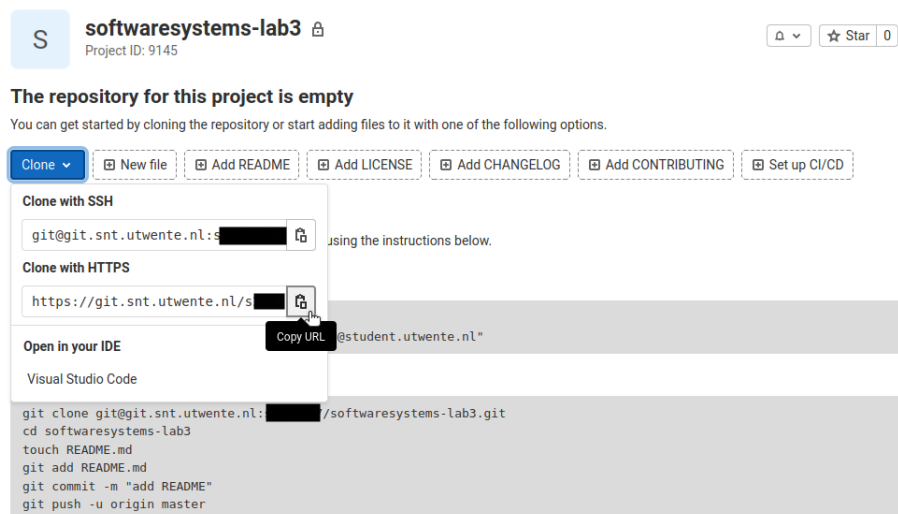 S
softwaresystems-lab3
Project ID: 9145
Star 0
The repository for this project is empty
You can get started by cloning the repository or start adding files to it with one of the following options.
Clone New file Add README Add LICENSE Add CHANGELOG Add CONTRIBUTING Set up CI/CD
Clone with SSH
git@git.snt.utwente.nl:s
using the instructions below.
Clone with HTTPS
https://git.snt.utwente.nl/s
Copy URL
@student.utwente.nl"
Open in your IDE
Visual Studio Code
git clone git@git.snt.utwente.nl: /softwaresystems-lab3.git
cd softwaresystems-lab3
touch README.md
git add README.md
git commit -m "add README"
git push -u origin master